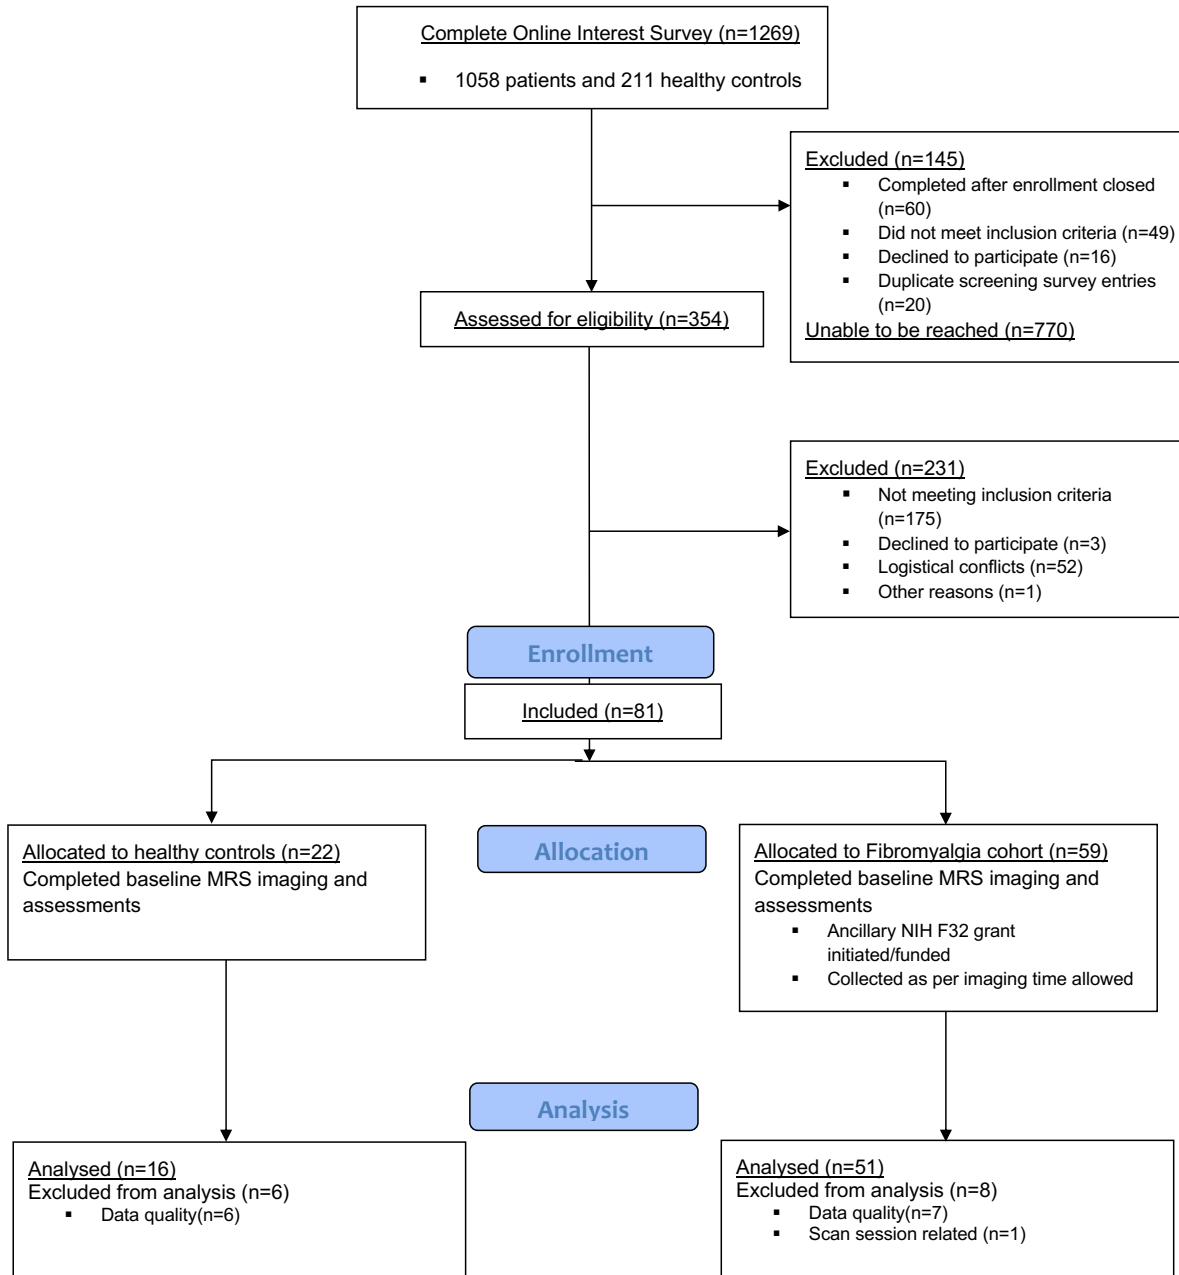 Complete Online Interest Survey (n=1269)
▪ 1058 patients and 211 healthy controls
Excluded (n=145)
▪ Completed after enrollment closed
(n=60)
▪ Did not meet inclusion criteria (n=49)
▪ Declined to participate (n=16)
▪ Duplicate screening survey entries
(n=20)
Unable to be reached (n=770)
Assessed for eligibility (n=354)
Excluded (n=231)
▪ Not meeting inclusion criteria
(n=175)
▪ Declined to participate (n=3)
▪ Logistical conflicts (n=52)
▪ Other reasons (n=1)
Enrollment
Included (n=81)
Allocated to healthy controls (n=22)
Completed baseline MRS imaging and
assessments
Allocation
Allocated to Fibromyalgia cohort (n=59)
Completed baseline MRS imaging and
assessments
▪ Ancillary NIH F32 grant
initiated/funded
▪ Collected as per imaging time allowed
Analysis
Analysed (n=16)
Excluded from analysis (n=6)
▪ Data quality(n=6)
Analysed (n=51)
Excluded from analysis (n=8)
▪ Data quality(n=7)
▪ Scan session related (n=1)